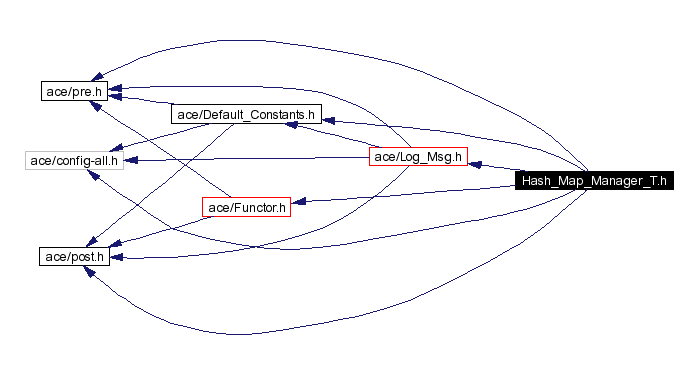 ace/pre.h
ace/Default_Constants.h
ace/config-all.h
ace/Log_Msg.h
Hash_Map_Manager_T.h
ace/Functor.h
ace/post.h